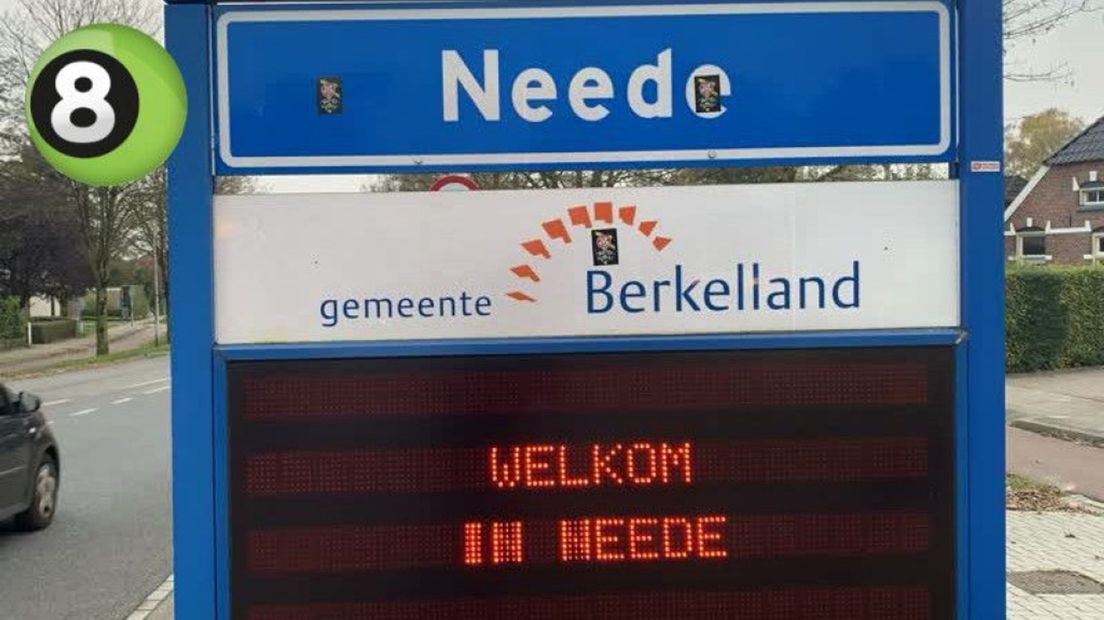 8
Neede
gemeente Berkelland
WELKOM
IN NEEDE